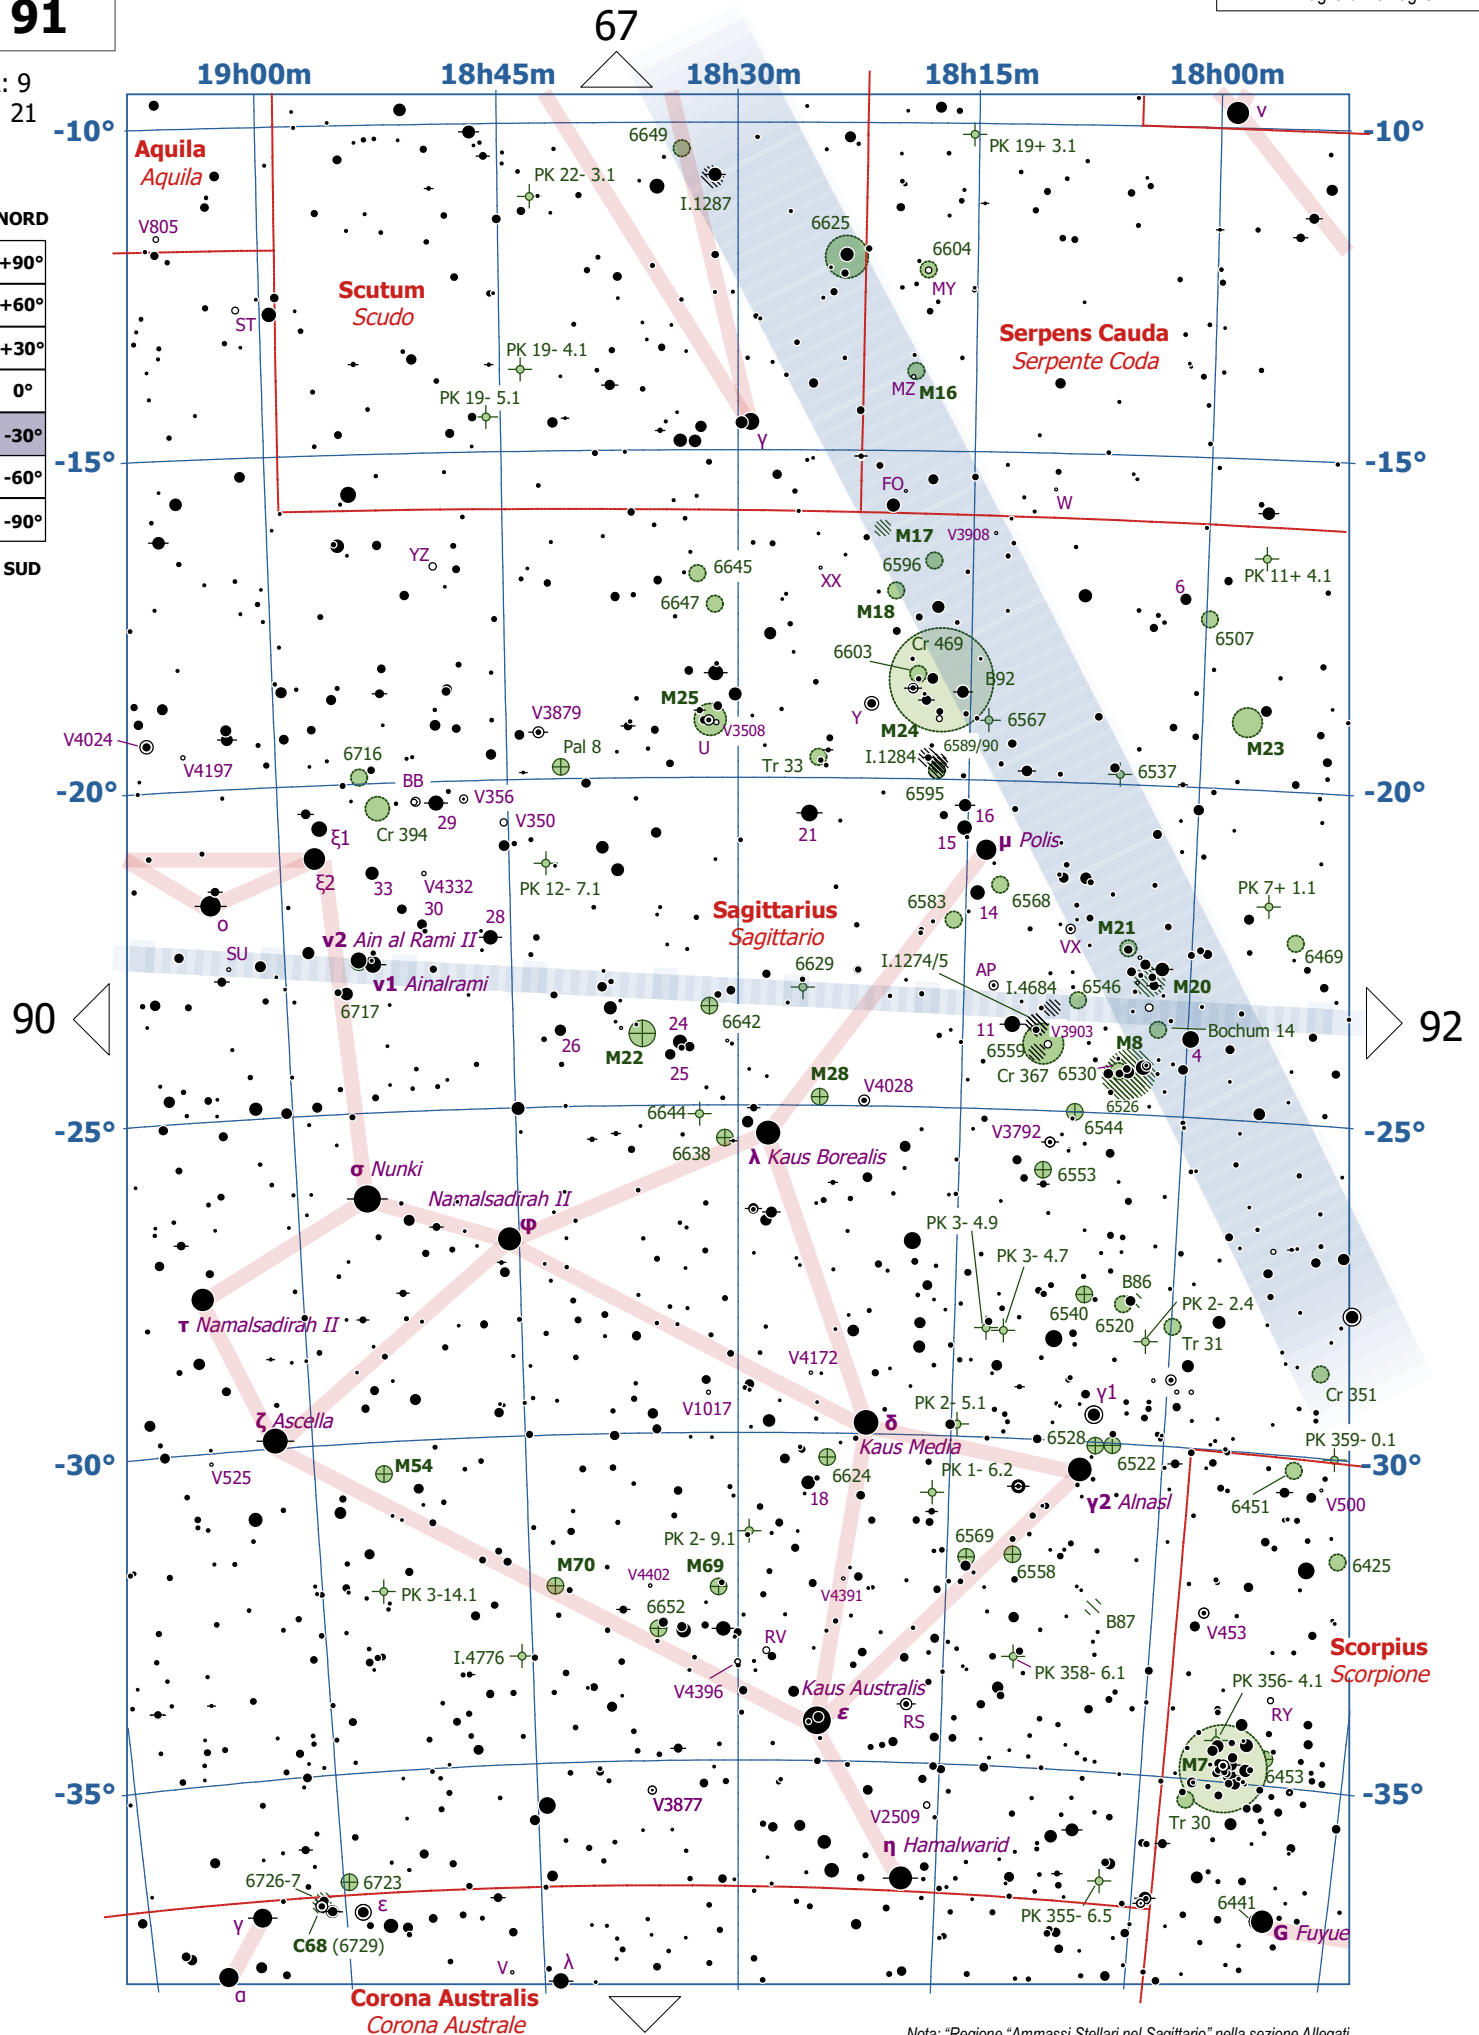 91
67
: 9
21
19h00m
18h45m
18h30m
18h15m
18h00m
-10°
-10°
ν
6649
PK 19+ 3.1
Aquila
Aquila
PK 22- 3.1
I.1287
NORD
V805
6625
6604
+90°
MY
Scutum
Scudo
+60°
ST
Serpens Cauda
Serpente Coda
+30°
PK 19- 4.1
0°
MZ
M16
PK 19- 5.1
-30°
γ
-15°
-15°
-60°
FO
W
-90°
M17
V3908
YZ
6596
SUD
6645
XX
PK 11+ 4.1
6
6647
M18
6507
6603
Cr 469
B92
M25
V3879
Y
V3508
M24
6567
V4024
U
M23
6716
Pal 8
6589/90
V4197
Tr 33
I.1284
6537
BB
-20°
V356
6595
-20°
Cr 394
29
V350
21
16
ξ1
15
μ Polis
ξ2
33
V4332
PK 12- 7.1
6568
PK 7+ 1.1
30
Sagittarius
Sagittario
6583
14
ο
28
M21
ν2 Ain al Rami II
VX
SU
I.1274/5
6469
6629
AP
ν1 Ainalrami
I.4684
M20
6717
6546
90
6642
24
11
V3903
Bochum 14
92
26
M22
6559
M8
4
25
Cr 367
6530
M28
V4028
6526
6644
6544
-25°
V3792
-25°
6638
λ Kaus Borealis
σ Nunki
6553
Namalsadirah II
φ
PK 3- 4.9
PK 3- 4.7
B86
6540
PK 2- 2.4
τ Namalsadirah II
6520
Tr 31
V4172
γ1
Cr 351
V1017
PK 2- 5.1
ζ Ascella
δ
Kaus Media
6528
PK 359- 0.1
6522
-30°
-30°
V525
M54
6624
PK 1- 6.2
18
γ2 Alnasl
6451
V500
PK 2- 9.1
6569
M70
M69
V4402
6558
6425
PK 3-14.1
V4391
6652
B87
RV
V453
I.4776
Scorpius
Scorpione
PK 358- 6.1
V4396
Kaus Australis
PK 356- 4.1
ε
RS
RY
M7
6453
-35°
V3877
V2509
-35°
Tr 30
η Hamalwarid
6726-7
6723
ε
6441
γ
PK 355- 6.5
G Fuyue
C68 (6729)
V
λ
α
Corona Australis
Corona Australe
Nota: "Regione "Ammassi Stellari nel Sagittario" nella sezione Allegati